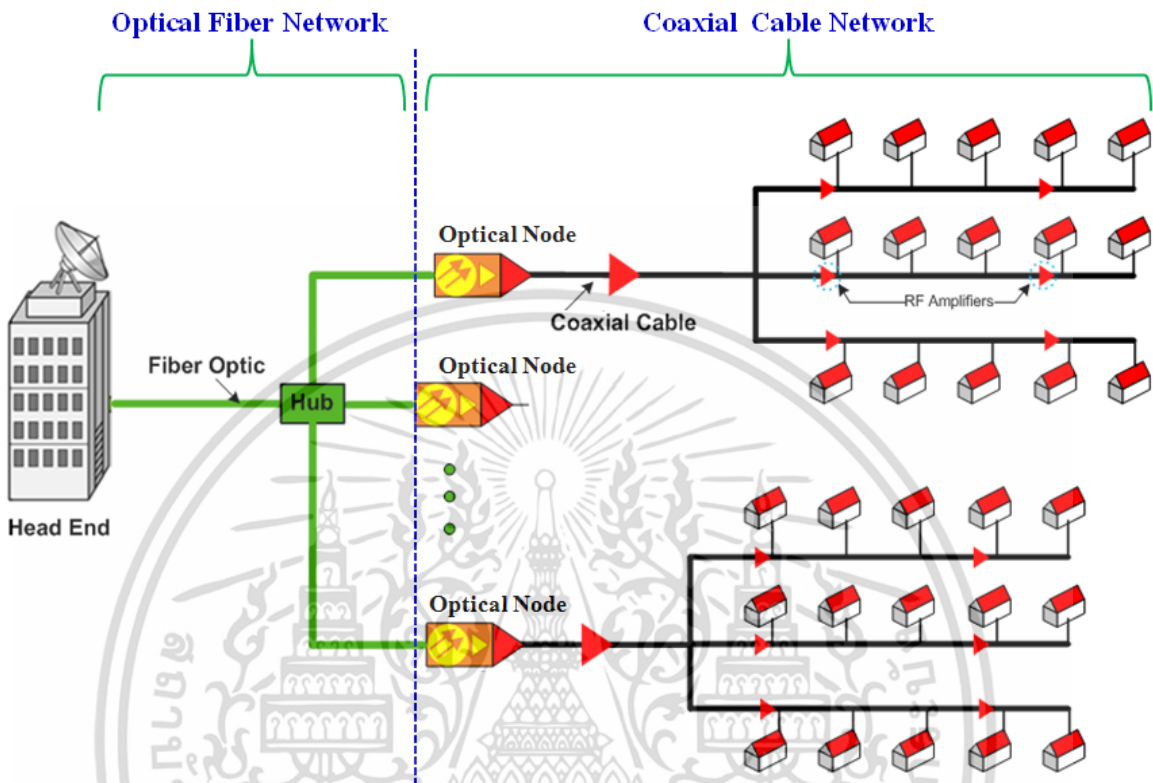 Optical Fiber Network
Coaxial Cable Network
Optical Node
RF Amplifiers
Coaxial Cable
Fiber Optic
Optical Node
Hub
Head End
Optical Node